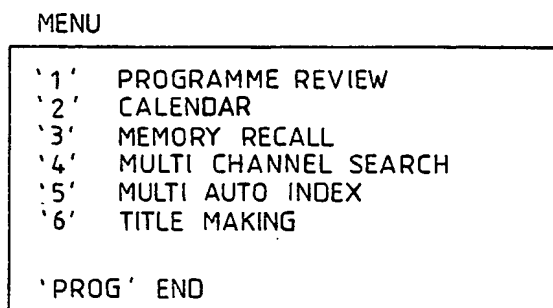 MENU
'1' PROGRAMME REVIEW
'2' CALENDAR
'3' MEMORY RECALL
'4' MULTI CHANNEL SEARCH
'5' MULTI AUTO INDEX
'6' TITLE MAKING
'PROG' END